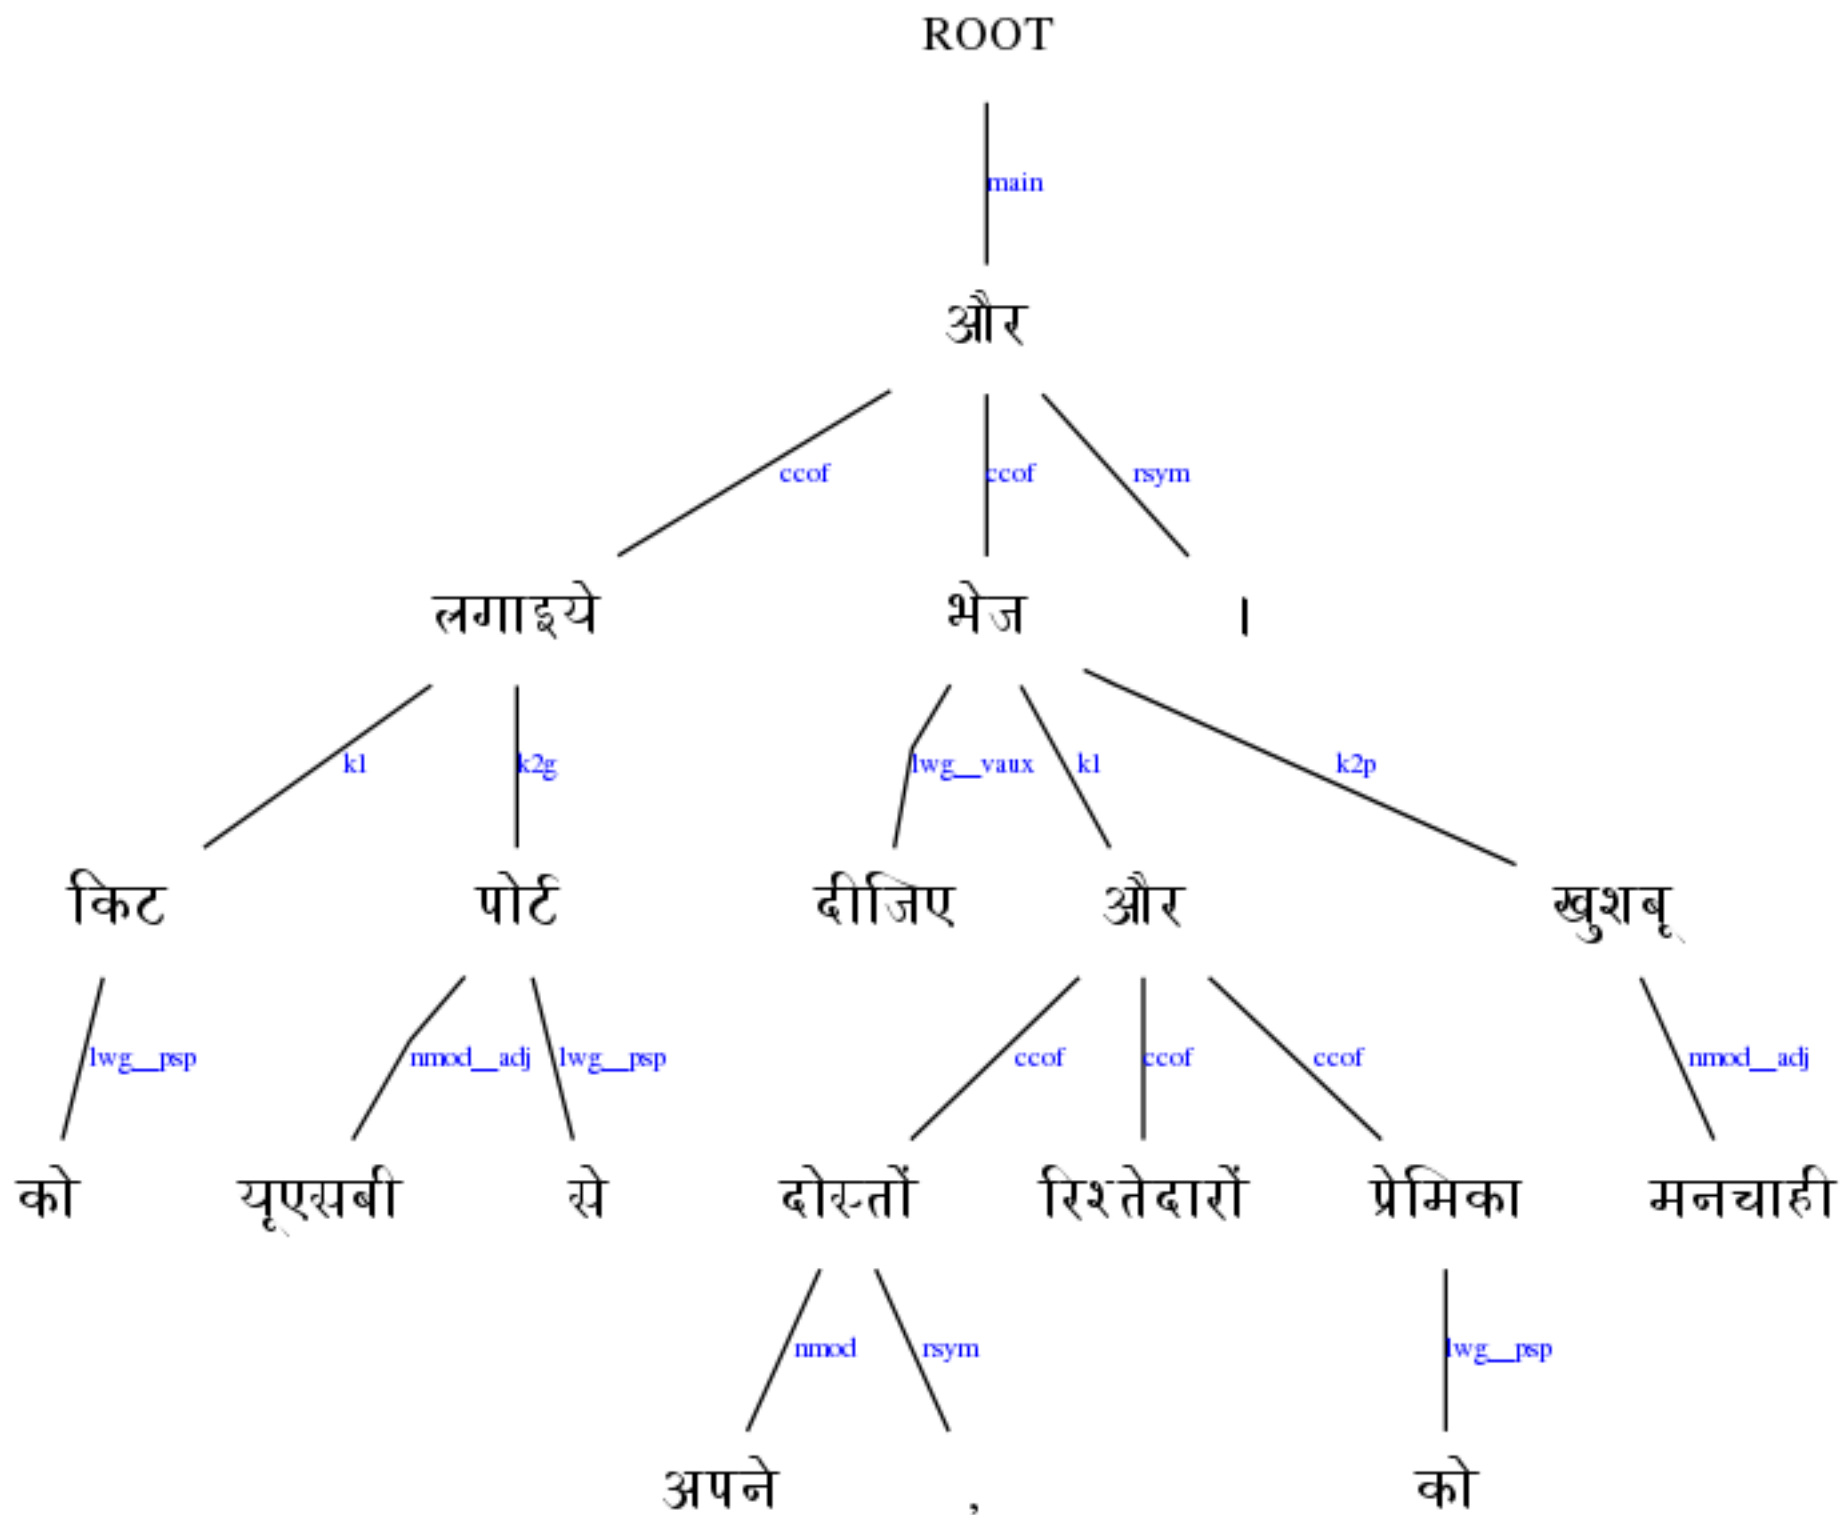 ROOT
main
और
ccof ccof rsym
लगाइये भेज ।
k1 k2g lwg__vaux k1 k2p
किट पोर्ट दीजिए और खुशबू
lwg__psp nmod__adj lwg__psp ccof ccof ccof nmod__adj
को यूएसबी से दोस्तों रिश्तेदारों प्रेमिका मनचाही
nmod rsym lwg__psp
अपने , को